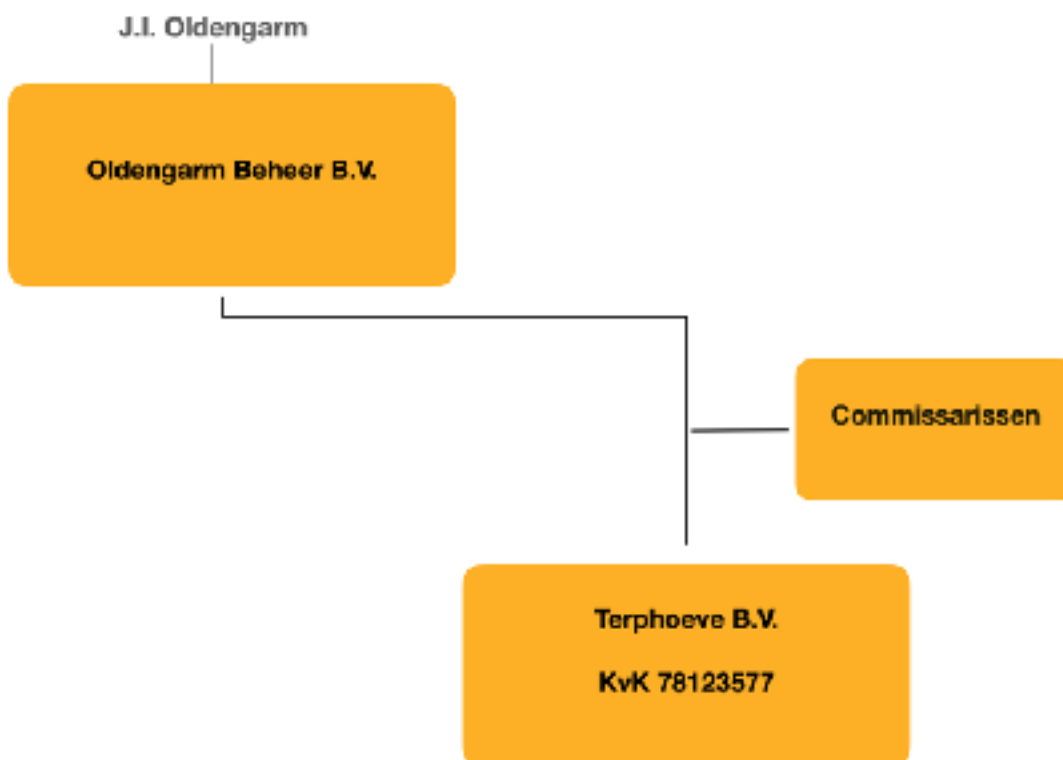 J.I. Oldengarm
Oldengarm Beheer B.V.
Commissarissen
Terphoeve B.V.
KvK 78123577